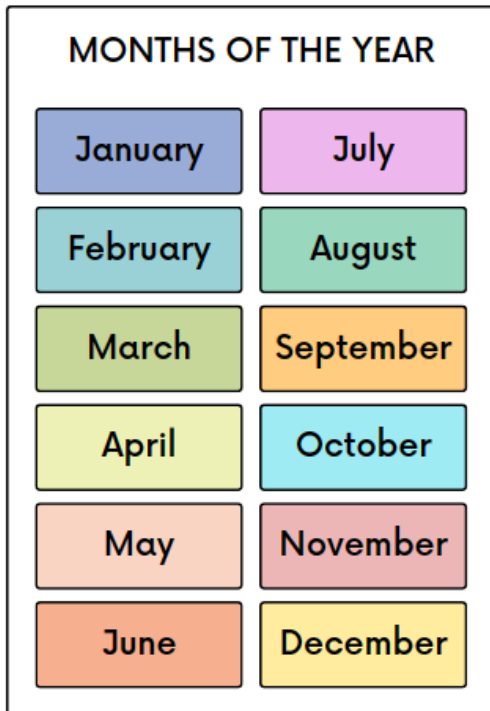 MONTHS OF THE YEAR
January
February
March
April
May
June
July
August
September
October
November
December